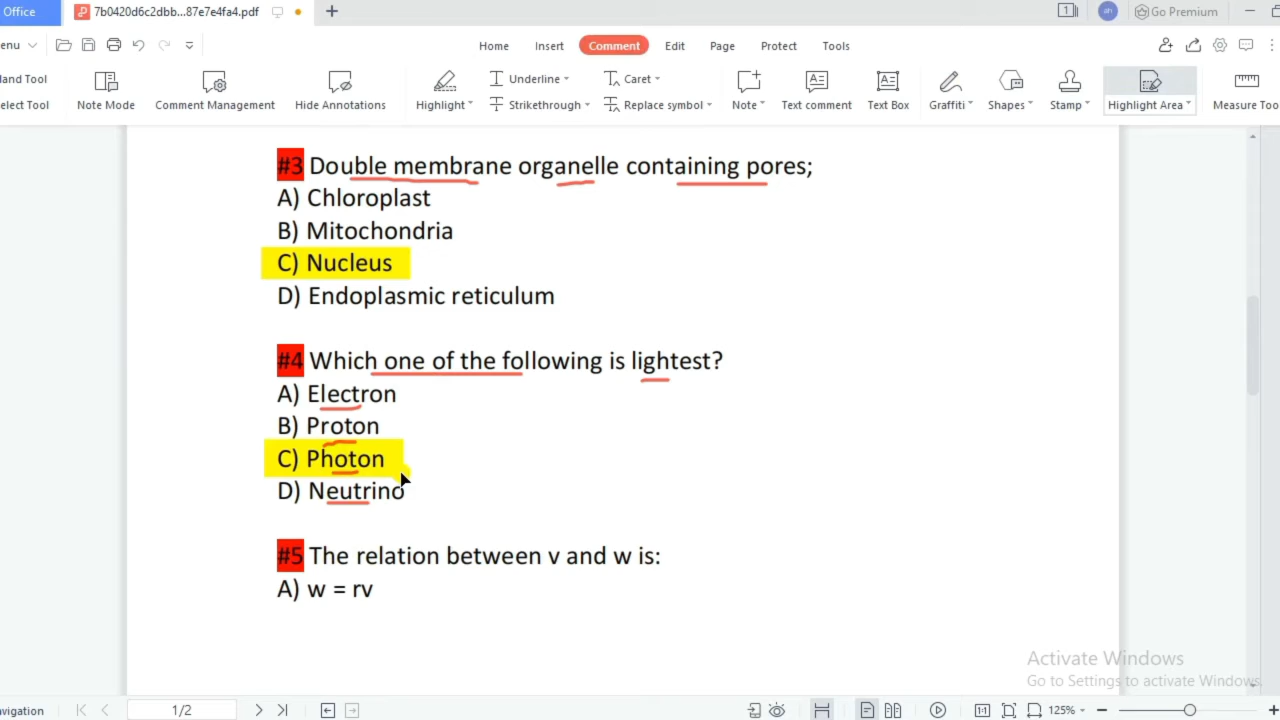 Office
7b0420d6c2dbb...87e7e4fa4.pdf
1
ah
Go Premium
enu
Home
Insert
Comment
Edit
Page
Protect
Tools
land Tool
elect Tool
Note Mode
Comment Management
Hide Annotations
Highlight
Underline
Strikethrough
Caret
Replace symbol
Note
Text comment
Text Box
Graffiti
Shapes
Stamp
Highlight Area
Measure Too
#3 Double membrane organelle containing pores;
A) Chloroplast
B) Mitochondria
C) Nucleus
D) Endoplasmic reticulum
#4 Which one of the following is lightest?
A) Electron
B) Proton
C) Photon
D) Neutrino
#5 The relation between v and w is:
A) w = rv
Activate Windows
Go to Settings to activate Windows.
vigation
1/2
125%